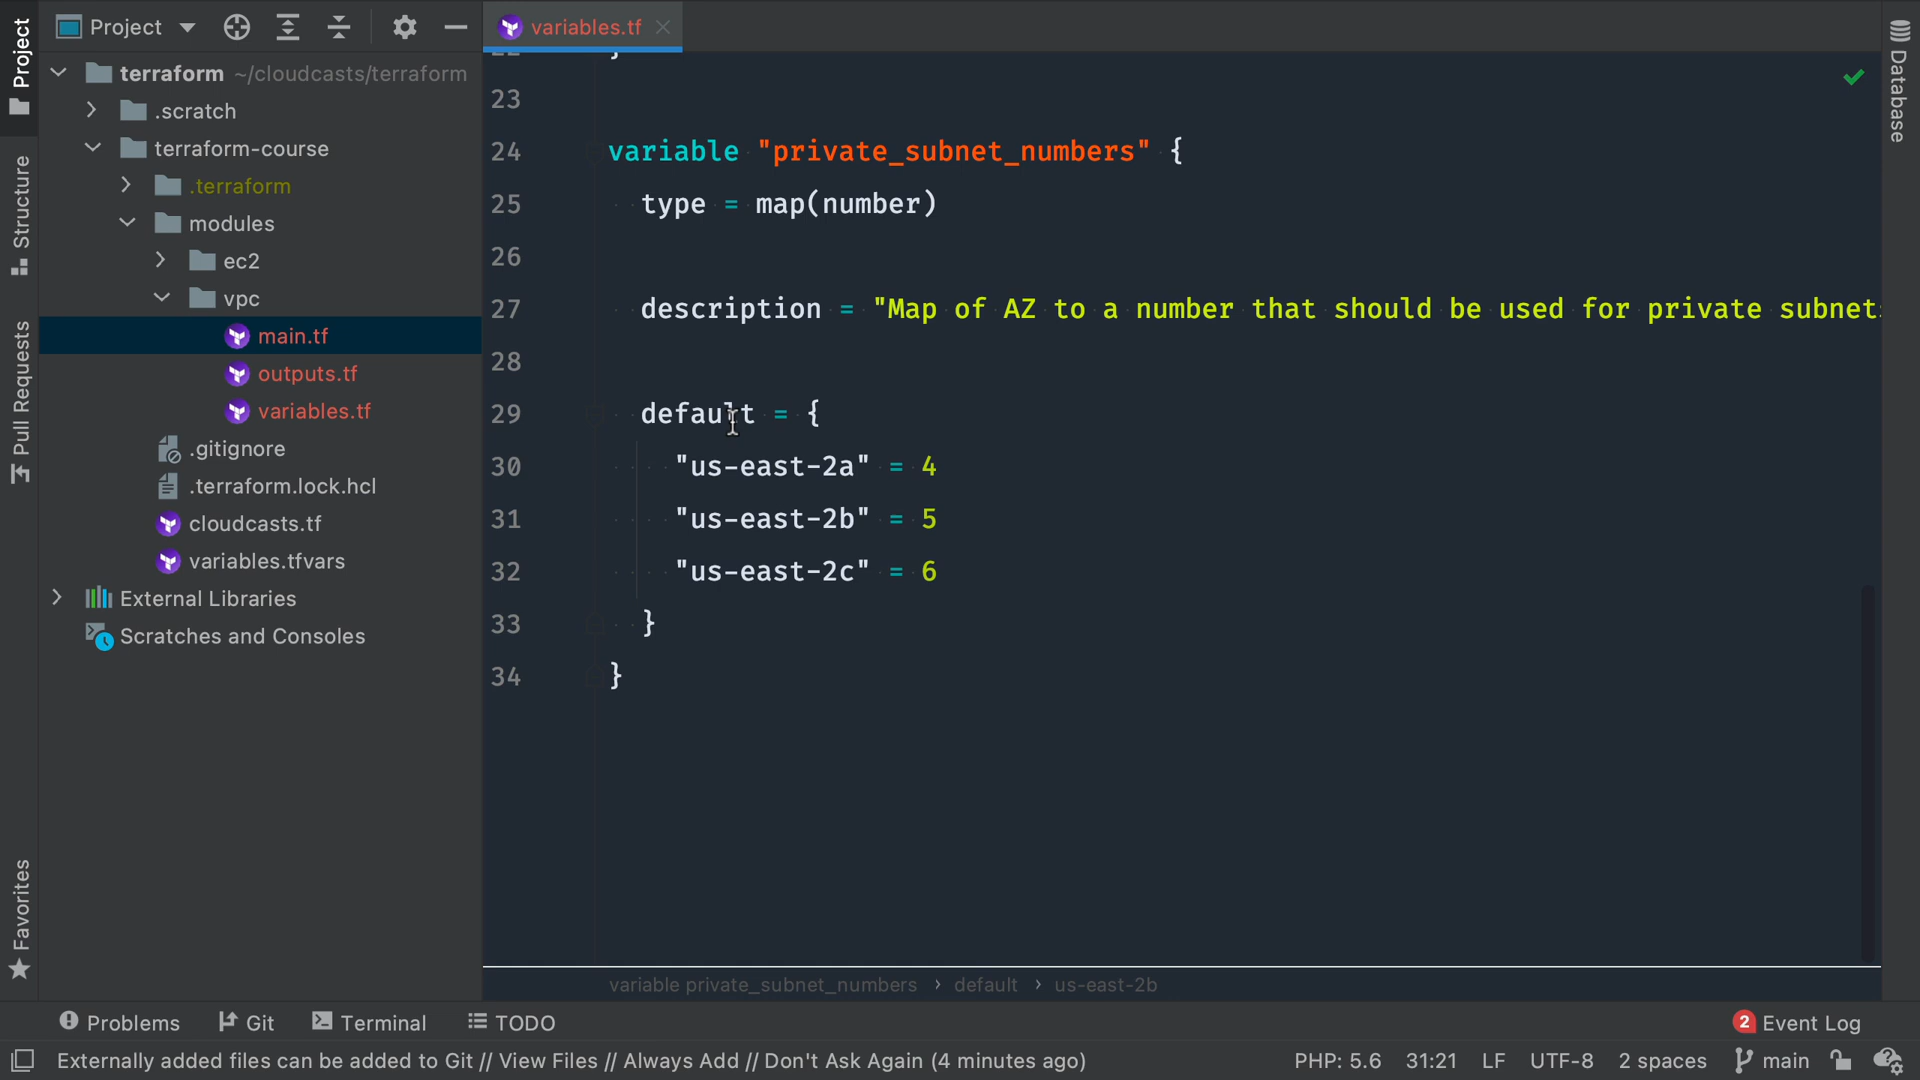 Project
Structure
Pull Requests
Favorites
Project
terraform ~/cloudcasts/terraform
.scratch
terraform-course
.terraform
modules
ec2
vpc
main.tf
outputs.tf
variables.tf
.gitignore
.terraform.lock.hcl
cloudcasts.tf
variables.tfvars
External Libraries
Scratches and Consoles
variables.tf
23
24 variable "private_subnet_numbers" {
25 type = map(number)
26
27 description = "Map of AZ to a number that should be used for private subnets
28
29 default = {
30 "us-east-2a" = 4
31 "us-east-2b" = 5
32 "us-east-2c" = 6
33 }
34 }
variable private_subnet_numbers › default › us-east-2b
Database
Problems Git Terminal TODO
2 Event Log
Externally added files can be added to Git // View Files // Always Add // Don't Ask Again (4 minutes ago)
PHP: 5.6 31:21 LF UTF-8 2 spaces main